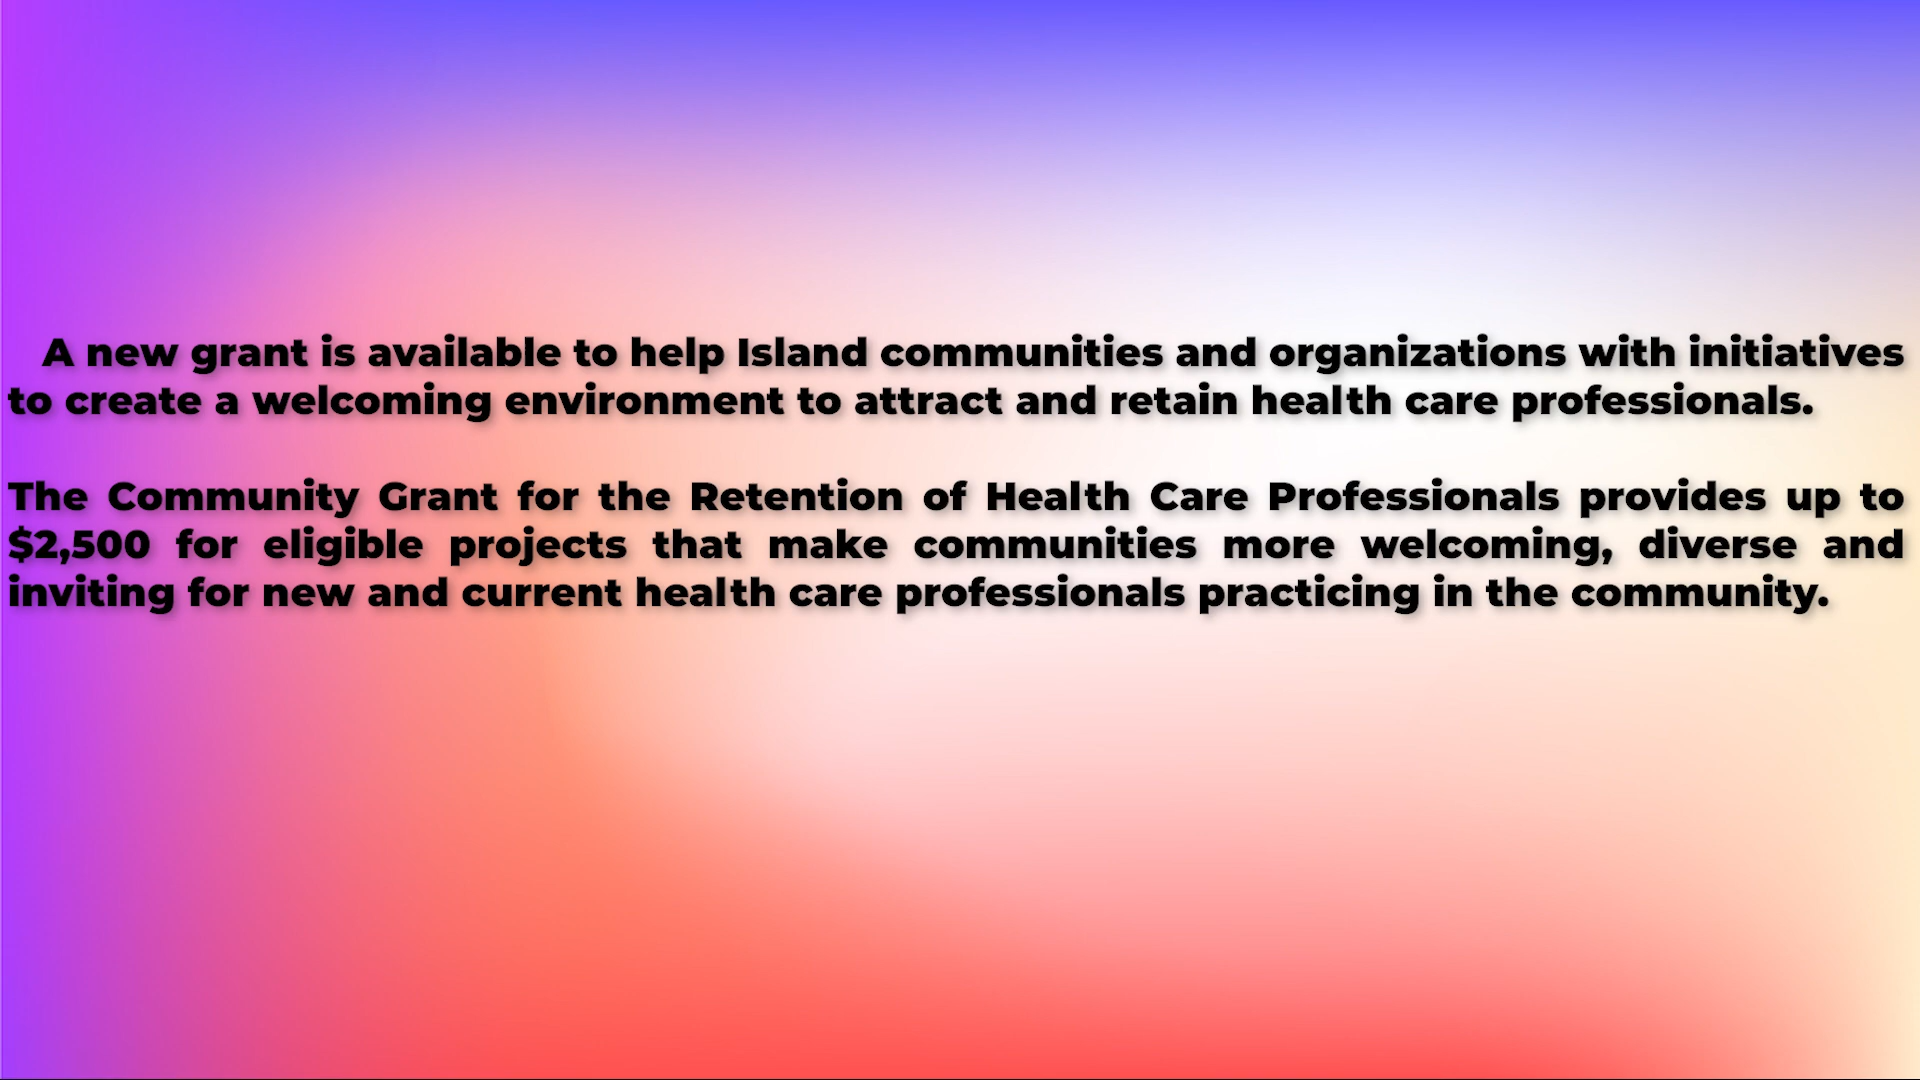 A new grant is available to help Island communities and organizations with initiatives
to create a welcoming environment to attract and retain health care professionals.
The Community Grant for the Retention of Health Care Professionals provides up to
$2,500 for eligible projects that make communities more welcoming, diverse and
inviting for new and current health care professionals practicing in the community.